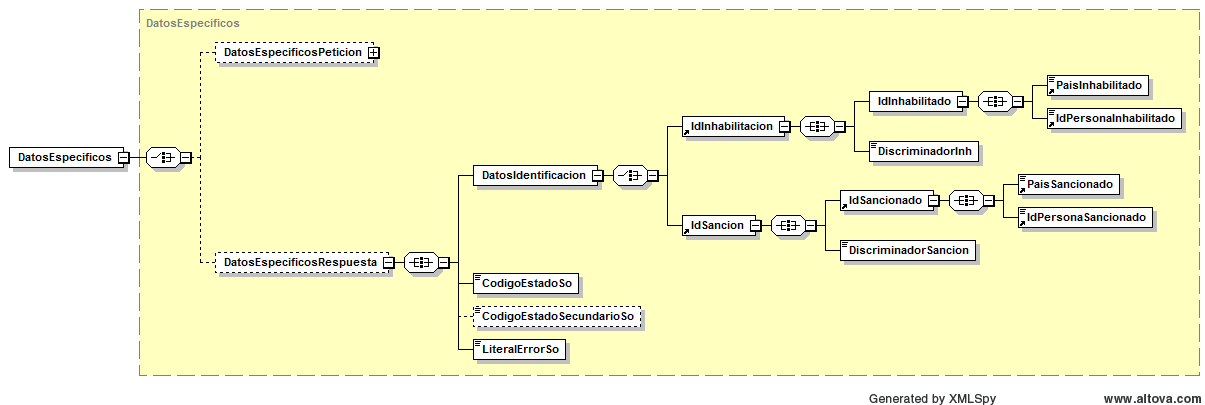 DatosEspecificos
DatosEspecificosPeticion
PaisInhabilitado
IdInhabilitado
IdPersonaInhabilitado
IdInhabilitacion
DiscriminadorInh
DatosEspecificos
DatosIdentificacion
PaisSancionado
IdSancionado
IdPersonaSancionado
IdSancion
DiscriminadorSancion
DatosEspecificosRespuesta
CodigoEstadoSo
CodigoEstadoSecundarioSo
LiteralErrorSo
Generated by XMLSpy www.altova.com